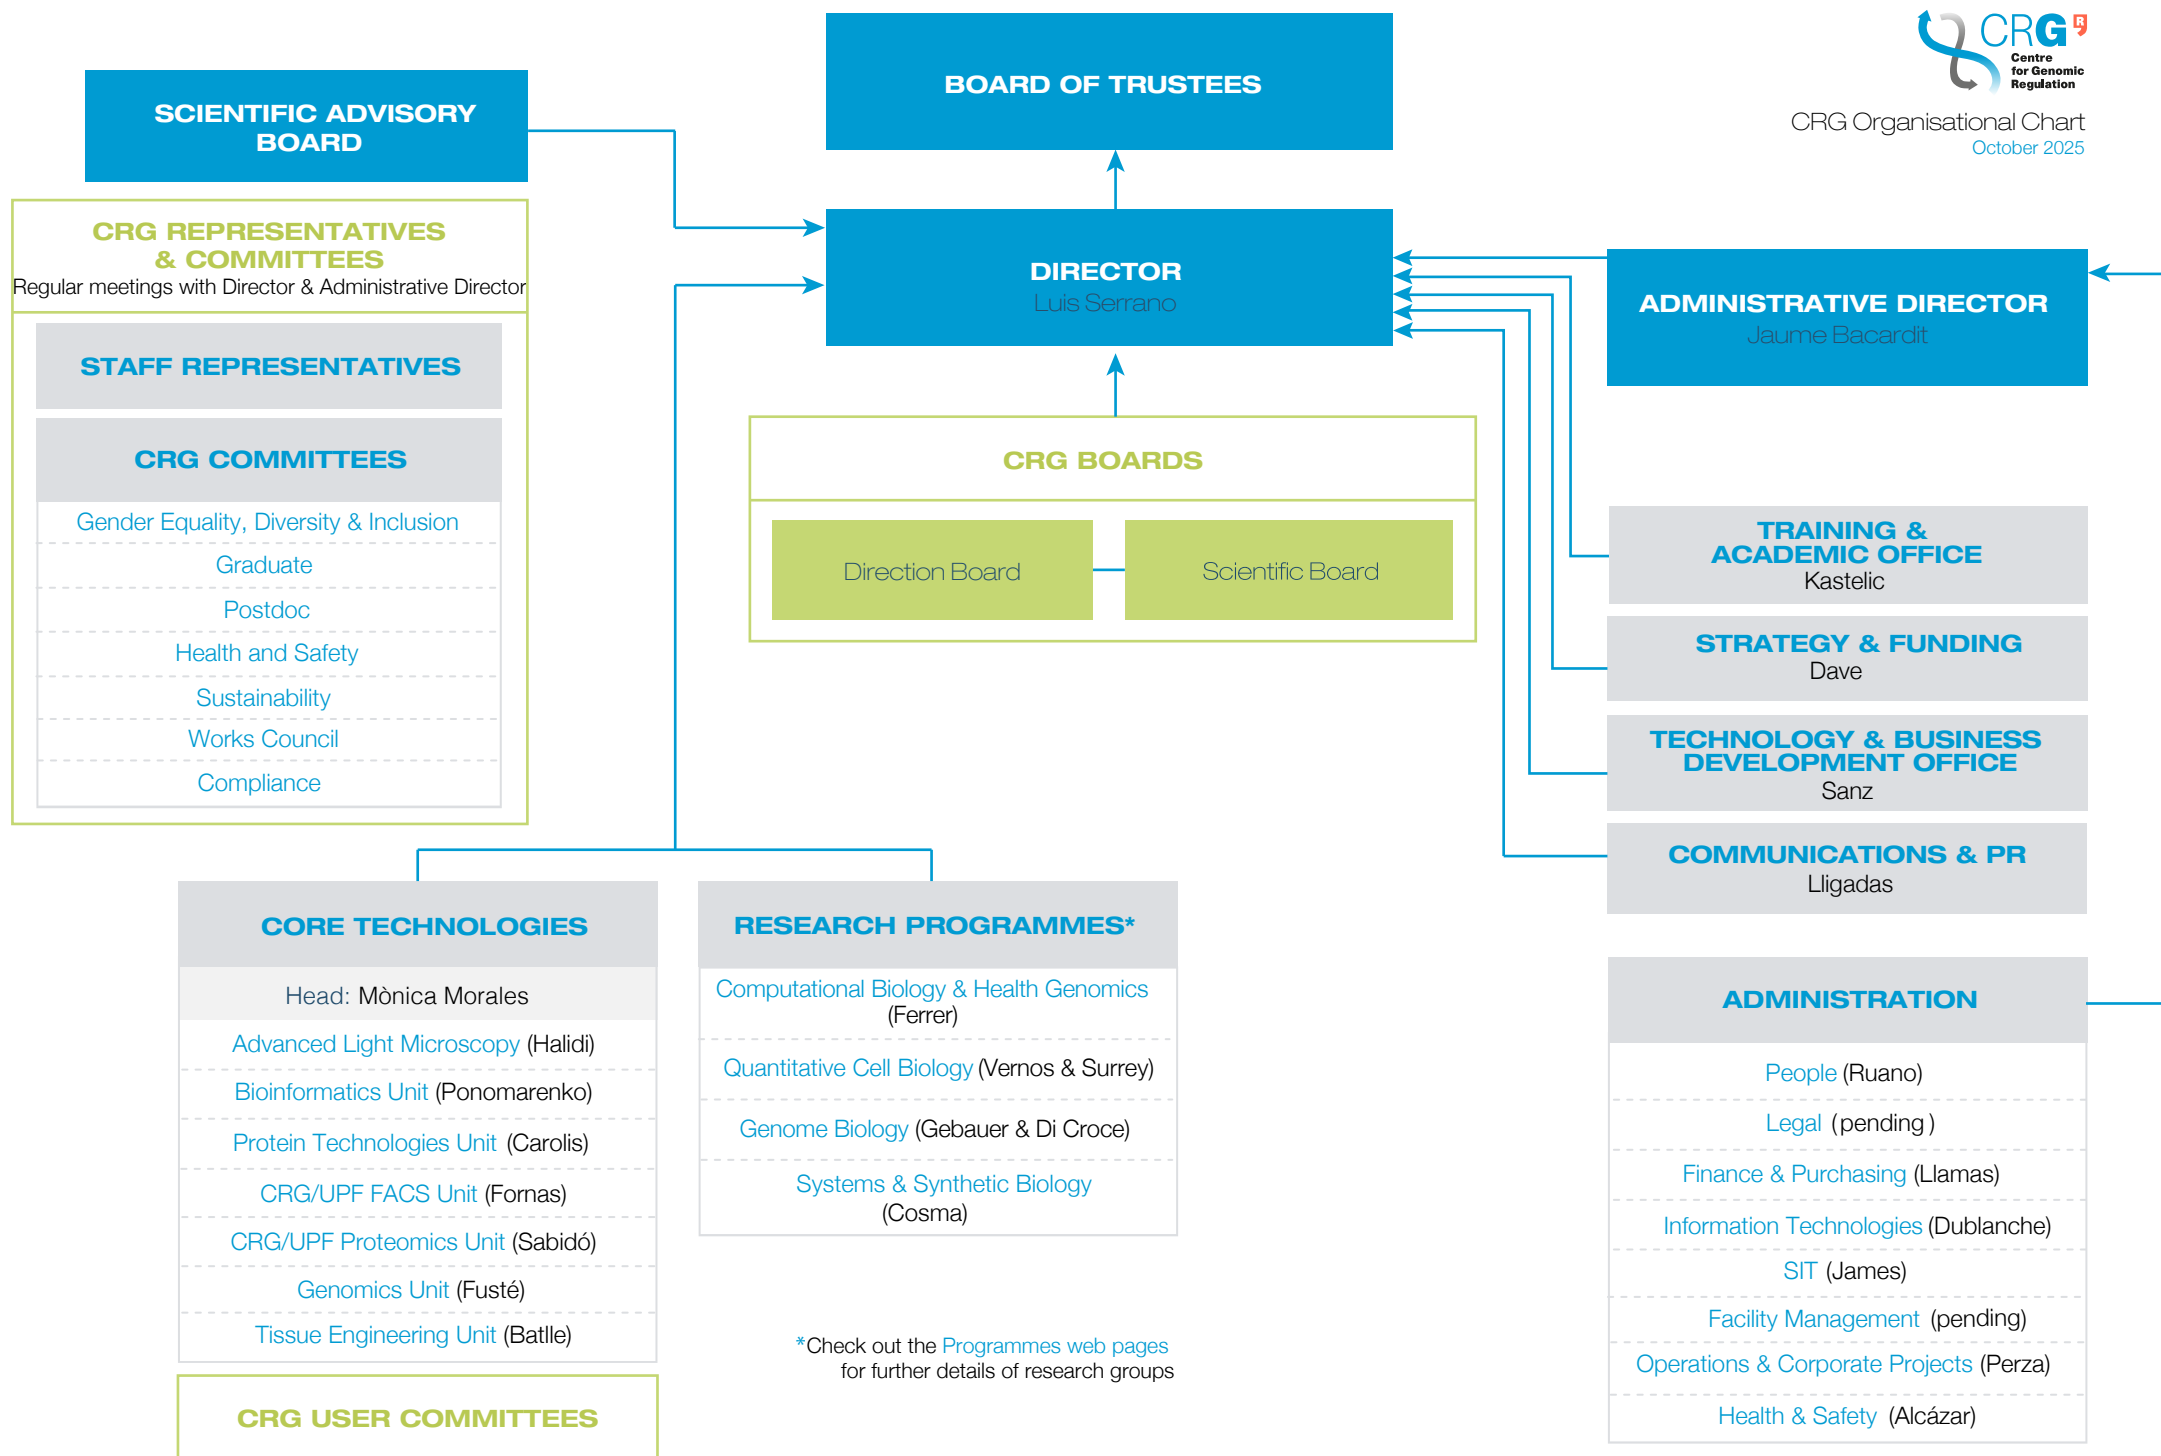 CRG
R
Centre
for Genomic
Regulation
CRG Organisational Chart
October 2025
BOARD OF TRUSTEES
SCIENTIFIC ADVISORY
BOARD
DIRECTOR
Luis Serrano
ADMINISTRATIVE DIRECTOR
Jaume Bacardit
CRG REPRESENTATIVES
& COMMITTEES
Regular meetings with Director & Administrative Director
STAFF REPRESENTATIVES
CRG COMMITTEES
Gender Equality, Diversity & Inclusion
Graduate
Postdoc
Health and Safety
Sustainability
Works Council
Compliance
CRG BOARDS
Direction Board
Scientific Board
TRAINING &
ACADEMIC OFFICE
Kastelic
STRATEGY & FUNDING
Dave
TECHNOLOGY & BUSINESS
DEVELOPMENT OFFICE
Sanz
COMMUNICATIONS & PR
Lligadas
CORE TECHNOLOGIES
Head: Mònica Morales
Advanced Light Microscopy (Halidi)
Bioinformatics Unit (Ponomarenko)
Protein Technologies Unit (Carolis)
CRG/UPF FACS Unit (Fornas)
CRG/UPF Proteomics Unit (Sabidó)
Genomics Unit (Fusté)
Tissue Engineering Unit (Batlle)
CRG USER COMMITTEES
RESEARCH PROGRAMMES*
Computational Biology & Health Genomics
(Ferrer)
Quantitative Cell Biology (Vernos & Surrey)
Genome Biology (Gebauer & Di Croce)
Systems & Synthetic Biology
(Cosma)
*Check out the Programmes web pages
for further details of research groups
ADMINISTRATION
People (Ruano)
Legal (pending)
Finance & Purchasing (Llamas)
Information Technologies (Dublanche)
SIT (James)
Facility Management (pending)
Operations & Corporate Projects (Perza)
Health & Safety (Alcázar)